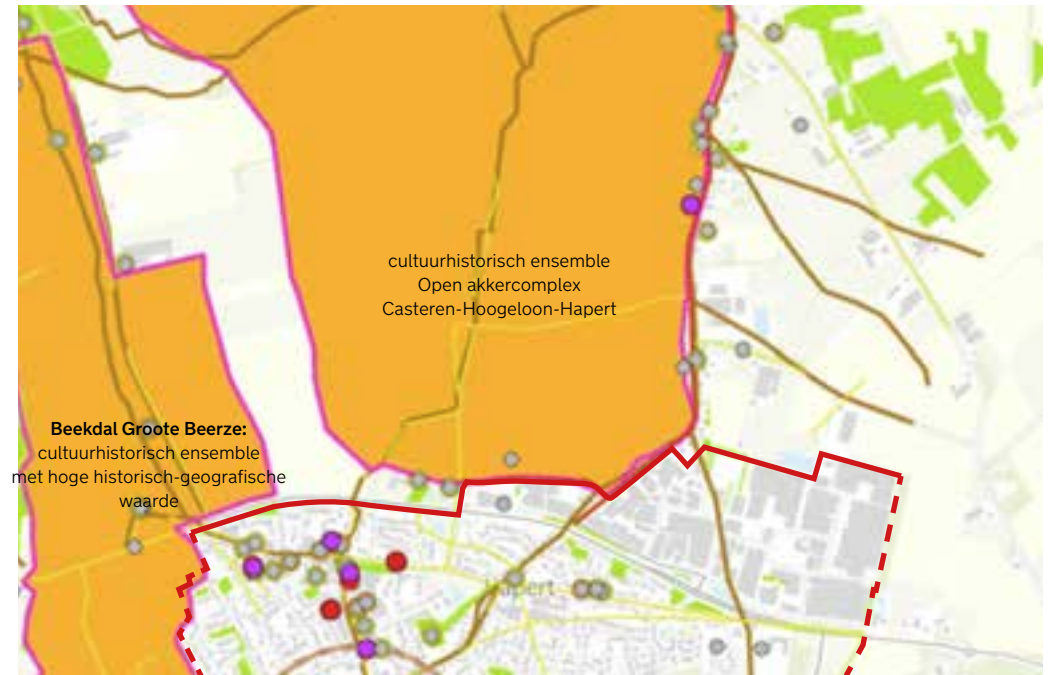 cultuurhistorisch ensemble
Open akkercomplex
Casteren-Hoogeloon-Hapert
Beekdal Groote Beerze:
cultuurhistorisch ensemble
met hoge historisch-geografische
waarde
Hapert